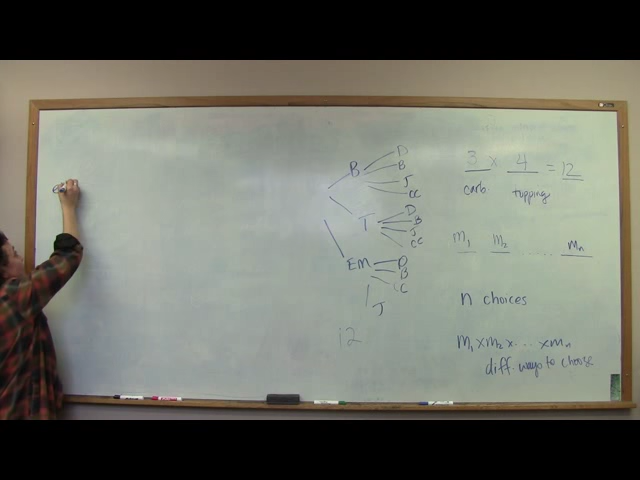 B
D
B
J
CC
T
D
B
J
CC
EM
D
B
C
J
12
3 x 4 = 12
carb. topping
m₁ m₂ ..... mₙ
n choices
m₁ x m₂ x ... x mₙ
diff. ways to choose